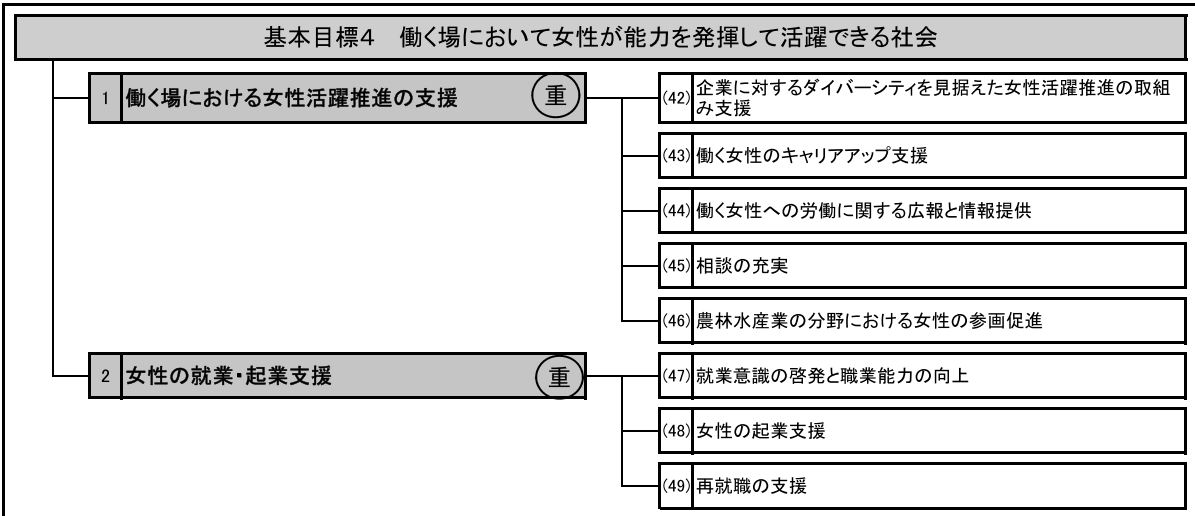 基本目標4　働く場において女性が能力を発揮して活躍できる社会
1 働く場における女性活躍推進の支援 重
(42) 企業に対するダイバーシティを見据えた女性活躍推進の取組
み支援
(43) 働く女性のキャリアアップ支援
(44) 働く女性への労働に関する広報と情報提供
(45) 相談の充実
(46) 農林水産業の分野における女性の参画促進
2 女性の就業・起業支援 重
(47) 就業意識の啓発と職業能力の向上
(48) 女性の起業支援
(49) 再就職の支援